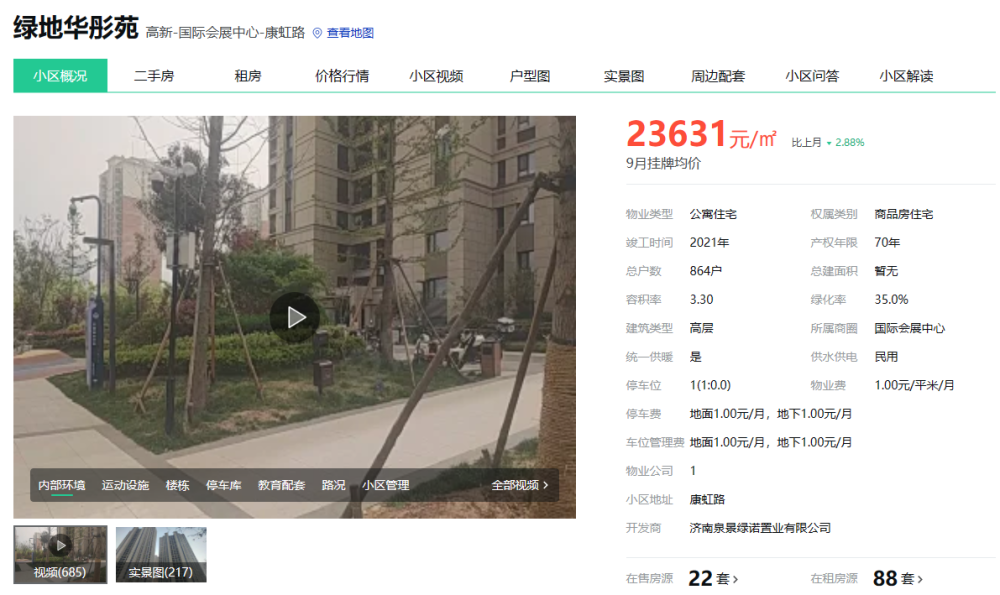 绿地华彤苑 高新-国际会展中心-康虹路 查看地图
小区概况 二手房 租房 价格行情 小区视频 户型图 实景图 周边配套 小区问答 小区解读
23631元/㎡ 比上月 2.88%
9月挂牌均价
物业类型 公寓住宅 权属类别 商品房住宅
竣工时间 2021年 产权年限 70年
总户数 864户 总建面积 暂无
容积率 3.30 绿化率 35.0%
建筑类型 高层 所属商圈 国际会展中心
统一供暖 是 供水供电 民用
停车位 1(1:0.0) 物业费 1.00元/平米/月
停车费 地面1.00元/月，地下1.00元/月
车位管理费 地面1.00元/月，地下1.00元/月
物业公司 1
小区地址 康虹路
开发商 济南泉景绿诺置业有限公司
在售房源 22套› 在租房源 88套›
内部环境 运动设施 楼栋 停车库 教育配套 路况 小区管理 全部视频›
视频(685) 实景图(217)